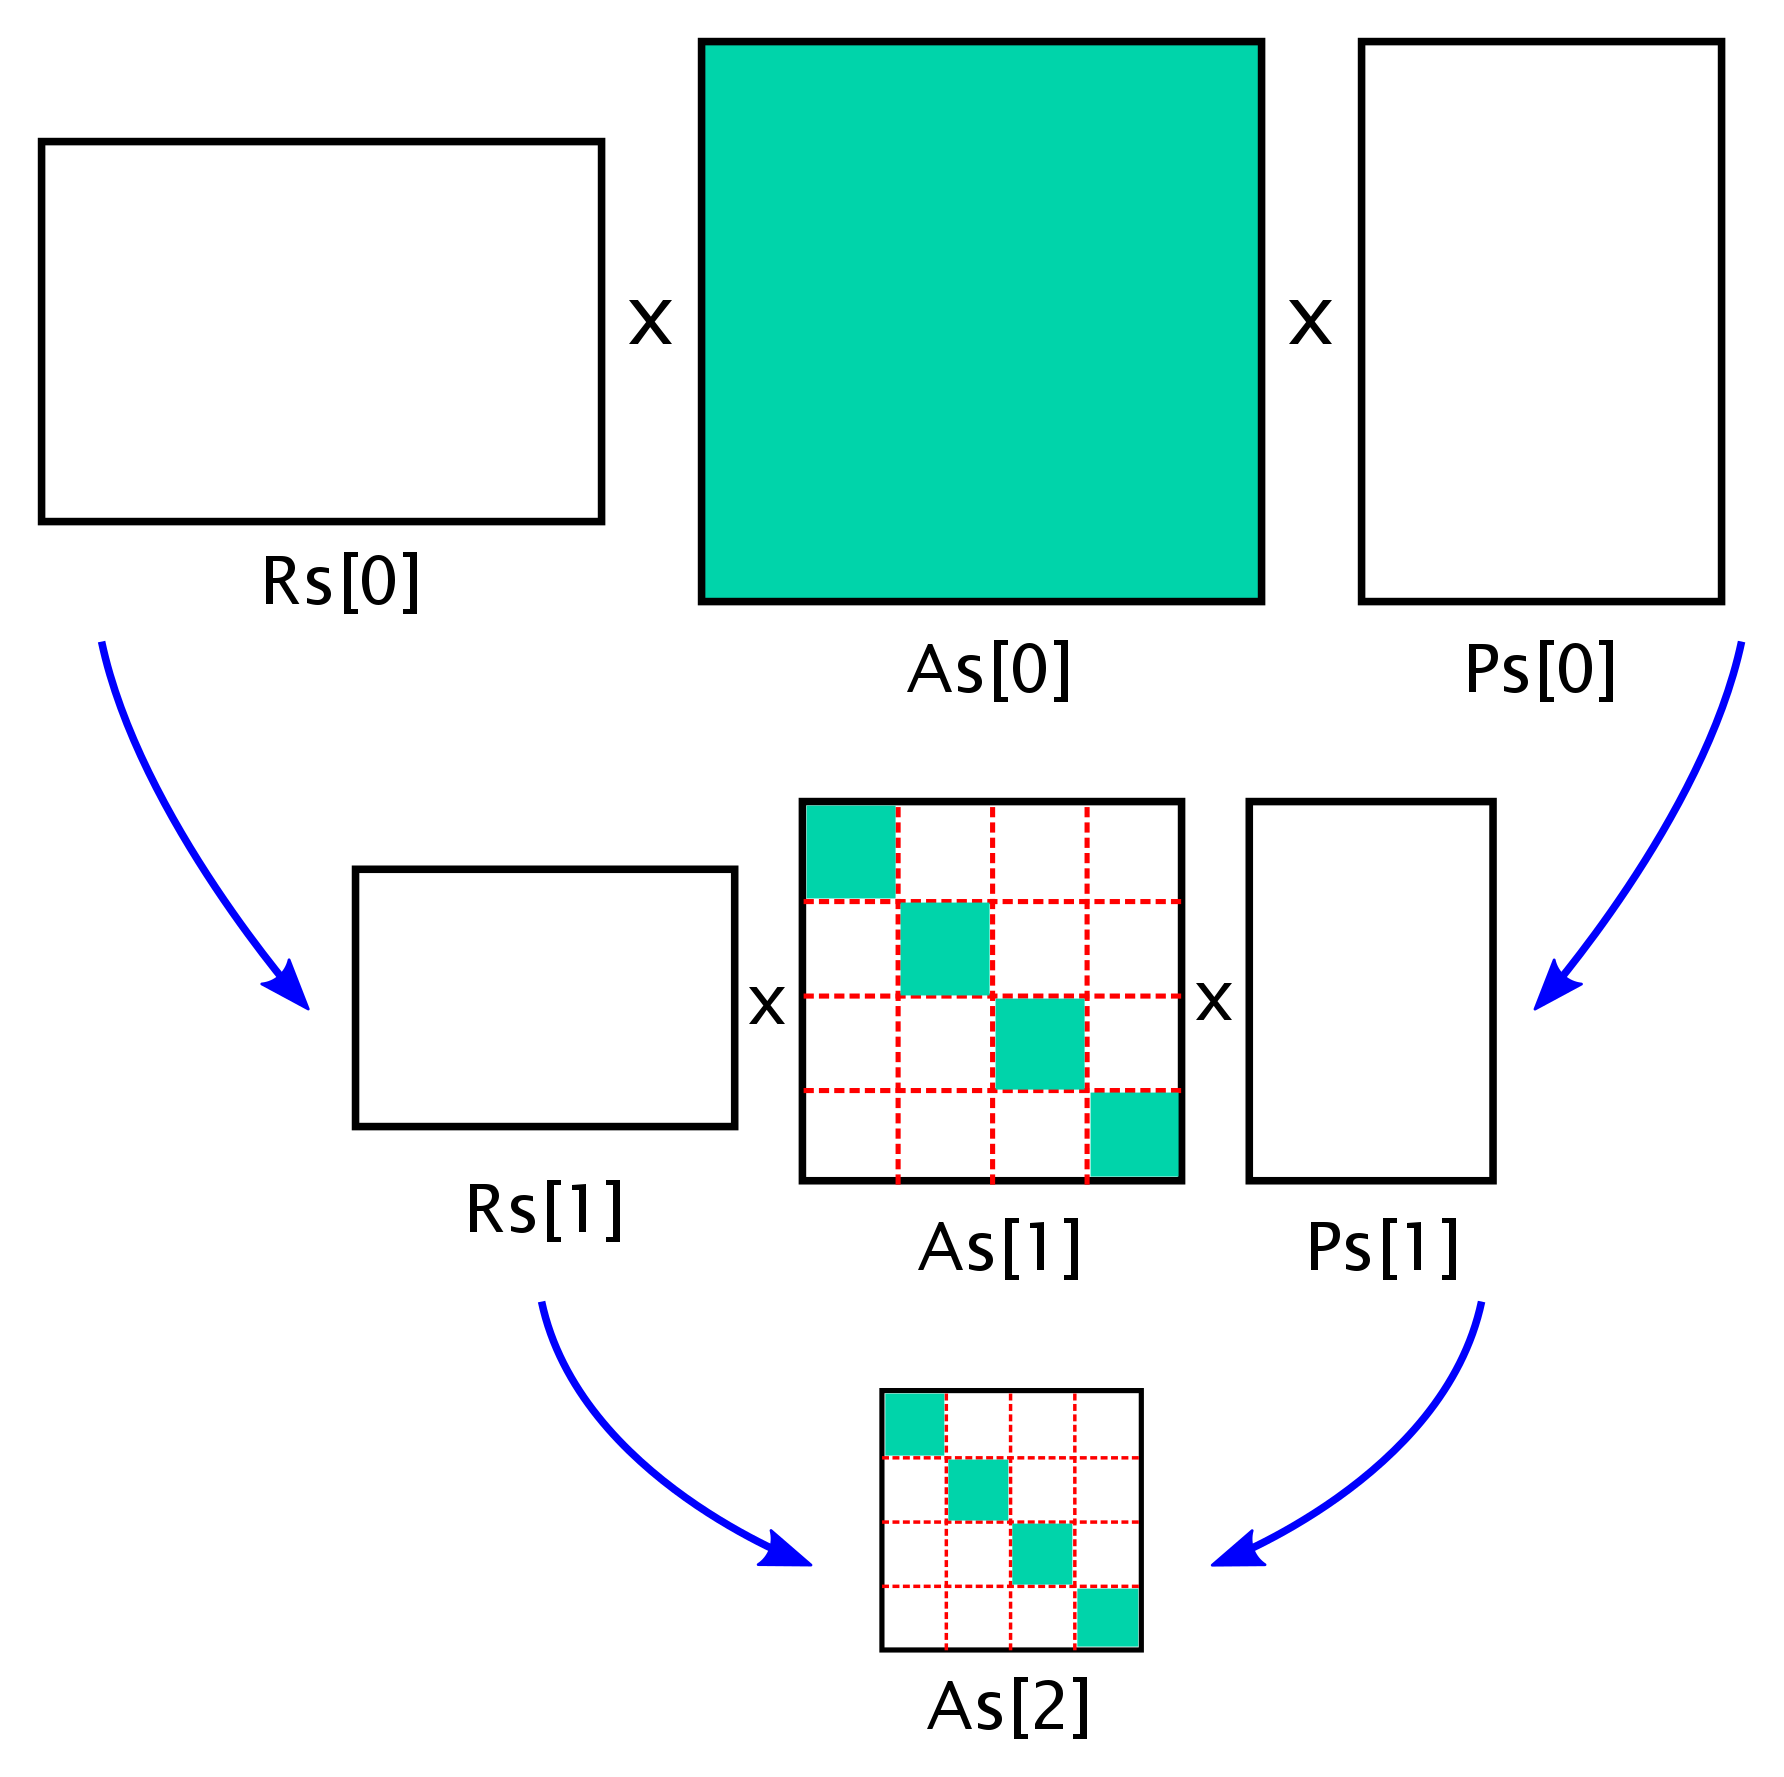 x
x
Rs[0]
As[0]
Ps[0]
x
x
Rs[1]
As[1]
Ps[1]
As[2]